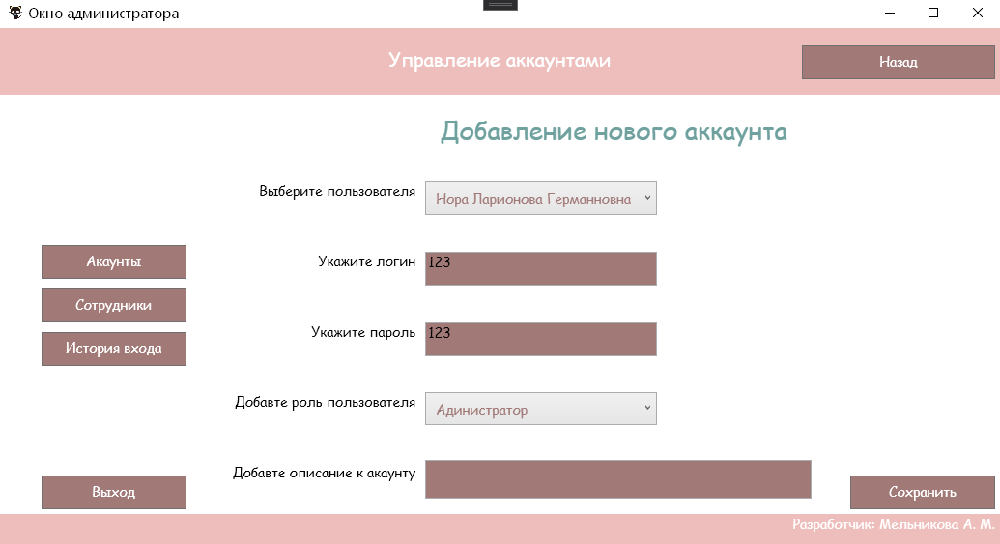 Окно администратора
Управление аккаунтами
Назад
Добавление нового аккаунта
Выберите пользователя
Нора Ларионова Германновна
Акаунты
Укажите логин
123
Сотрудники
Укажите пароль
123
История входа
Добавте роль пользователя
Адинистратор
Добавте описание к акаунту
Выход
Сохранить
Разработчик: Мельникова А. М.